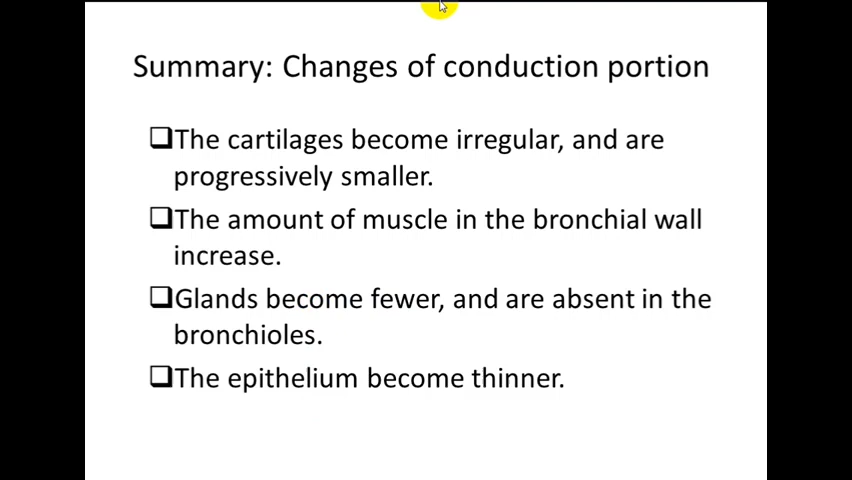 Summary: Changes of conduction portion
❑The cartilages become irregular, and are
progressively smaller.
❑The amount of muscle in the bronchial wall
increase.
❑Glands become fewer, and are absent in the
bronchioles.
❑The epithelium become thinner.